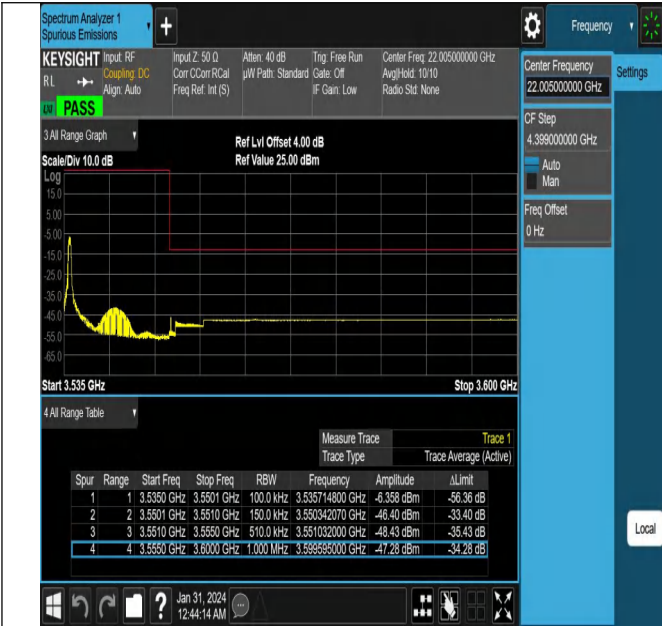 Spectrum Analyzer 1
Spurious Emissions
+
Frequency
KEYSIGHT Input: RF Input Z: 50 Ω Atten: 40 dB Trig: Free Run Center Freq: 22.005000000 GHz
RL Coupling: DC Corr CCorr RCal µW Path: Standard Gate: Off Avg|Hold: 10/10
Align: Auto Freq Ref: Int (S) IF Gain: Low Radio Std: None
PASS
Center Frequency
22.005000000 GHz
Settings
CF Step
4.399000000 GHz
Auto
Man
Freq Offset
0 Hz
3 All Range Graph
Ref Lvl Offset 4.00 dB
Scale/Div 10.0 dB Ref Value 25.00 dBm
Log
15.0
5.00
-5.00
-15.0
-25.0
-35.0
-45.0
-55.0
-65.0
Start 3.535 GHz Stop 3.600 GHz
4 All Range Table
Measure Trace Trace 1
Trace Type Trace Average (Active)
Spur Range Start Freq Stop Freq RBW Frequency Amplitude ΔLimit
1 1 3.5350 GHz 3.5501 GHz 100.0 kHz 3.535714800 GHz -6.358 dBm -56.36 dB
2 2 3.5501 GHz 3.5510 GHz 150.0 kHz 3.550342070 GHz -46.40 dBm -33.40 dB
3 3 3.5510 GHz 3.5550 GHz 510.0 kHz 3.551032000 GHz -48.43 dBm -35.43 dB
4 4 3.5550 GHz 3.6000 GHz 1.000 MHz 3.599595000 GHz -47.28 dBm -34.28 dB
Local
?
Jan 31, 2024
12:44:14 AM